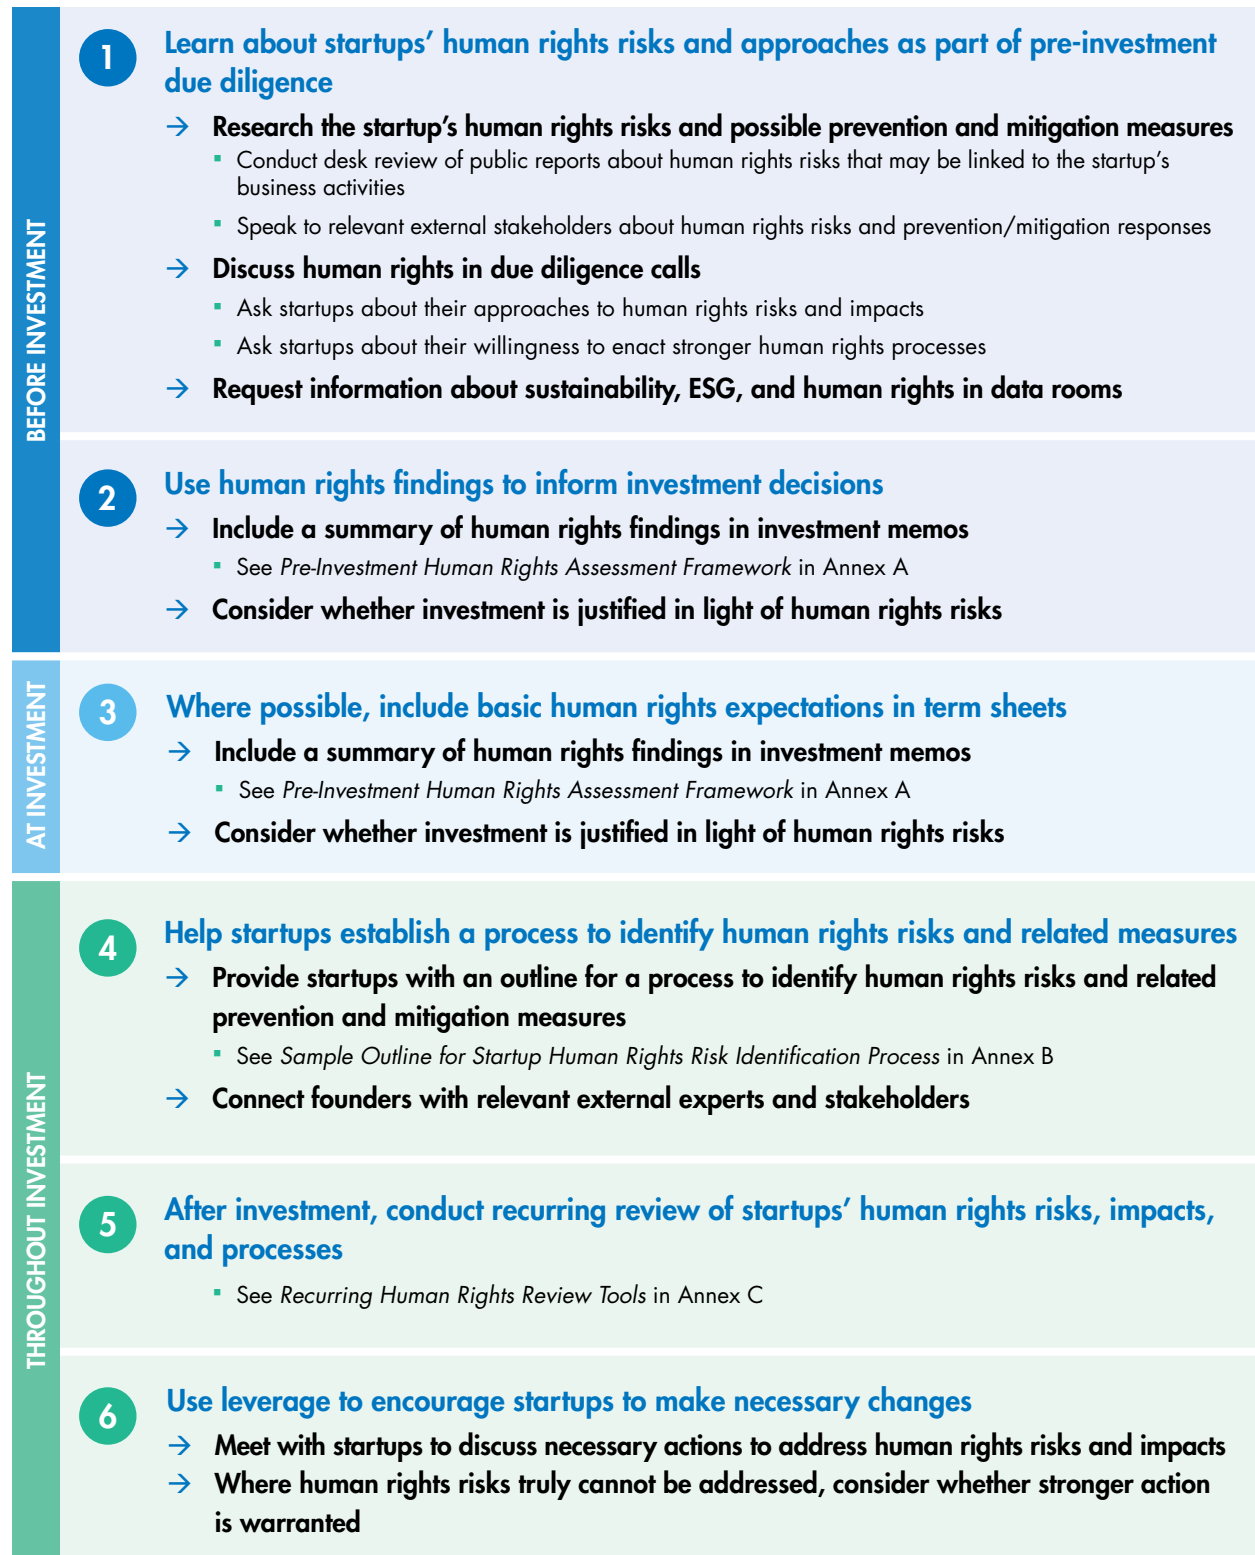 BEFORE INVESTMENT
1
Learn about startups’ human rights risks and approaches as part of pre-investment
due diligence
→ Research the startup’s human rights risks and possible prevention and mitigation measures
▪ Conduct desk review of public reports about human rights risks that may be linked to the startup’s
business activities
▪ Speak to relevant external stakeholders about human rights risks and prevention/mitigation responses
→ Discuss human rights in due diligence calls
▪ Ask startups about their approaches to human rights risks and impacts
▪ Ask startups about their willingness to enact stronger human rights processes
→ Request information about sustainability, ESG, and human rights in data rooms
2
Use human rights findings to inform investment decisions
→ Include a summary of human rights findings in investment memos
▪ See Pre-Investment Human Rights Assessment Framework in Annex A
→ Consider whether investment is justified in light of human rights risks
AT INVESTMENT
3
Where possible, include basic human rights expectations in term sheets
→ Include a summary of human rights findings in investment memos
▪ See Pre-Investment Human Rights Assessment Framework in Annex A
→ Consider whether investment is justified in light of human rights risks
THROUGHOUT INVESTMENT
4
Help startups establish a process to identify human rights risks and related measures
→ Provide startups with an outline for a process to identify human rights risks and related
prevention and mitigation measures
▪ See Sample Outline for Startup Human Rights Risk Identification Process in Annex B
→ Connect founders with relevant external experts and stakeholders
5
After investment, conduct recurring review of startups’ human rights risks, impacts,
and processes
▪ See Recurring Human Rights Review Tools in Annex C
6
Use leverage to encourage startups to make necessary changes
→ Meet with startups to discuss necessary actions to address human rights risks and impacts
→ Where human rights risks truly cannot be addressed, consider whether stronger action
is warranted